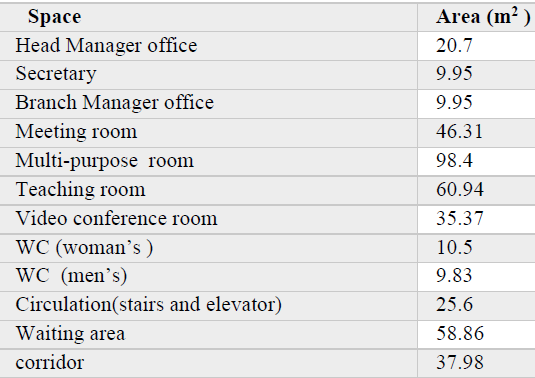 Space Area (m² )
Head Manager office 20.7
Secretary 9.95
Branch Manager office 9.95
Meeting room 46.31
Multi-purpose room 98.4
Teaching room 60.94
Video conference room 35.37
WC (woman’s ) 10.5
WC (men’s) 9.83
Circulation(stairs and elevator) 25.6
Waiting area 58.86
corridor 37.98